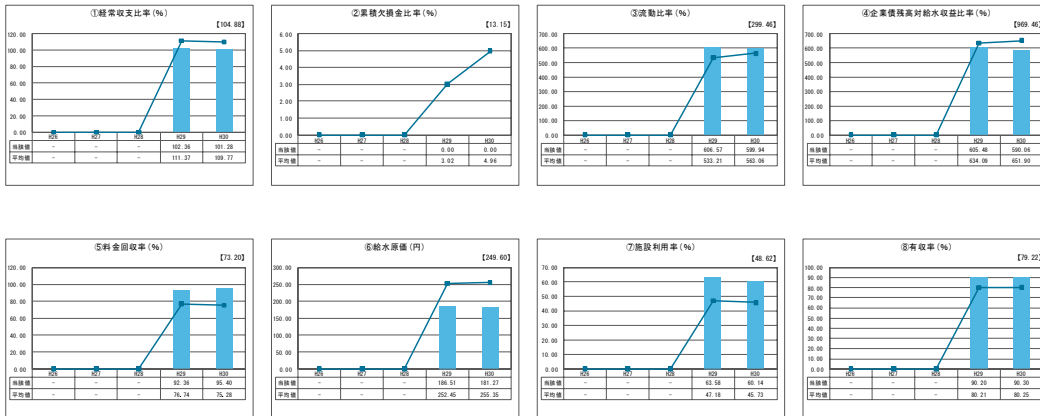 ①経常収支比率(%)
【104.88】
120.00
100.00
80.00
60.00
40.00
20.00
0.00
H26 H27 H28 H29 H30
当該値 - - - 102.36 101.28
平均値 - - - 111.37 109.77
②累積欠損金比率(%)
【13.15】
6.00
5.00
4.00
3.00
2.00
1.00
0.00
H26 H27 H28 H29 H30
当該値 - - - 0.00 0.00
平均値 - - - 3.02 4.96
③流動比率(%)
【299.46】
700.00
600.00
500.00
400.00
300.00
200.00
100.00
0.00
H26 H27 H28 H29 H30
当該値 - - - 606.57 599.94
平均値 - - - 533.21 563.06
④企業債残高対給水収益比率(%)
【969.46】
700.00
600.00
500.00
400.00
300.00
200.00
100.00
0.00
H26 H27 H28 H29 H30
当該値 - - - 605.48 590.06
平均値 - - - 634.09 651.90
⑤料金回収率(%)
【73.20】
120.00
100.00
80.00
60.00
40.00
20.00
0.00
H26 H27 H28 H29 H30
当該値 - - - 92.36 95.40
平均値 - - - 76.74 75.28
⑥給水原価(円)
【249.60】
300.00
250.00
200.00
150.00
100.00
50.00
0.00
H26 H27 H28 H29 H30
当該値 - - - 186.51 181.27
平均値 - - - 252.45 255.35
⑦施設利用率(%)
【48.62】
70.00
60.00
50.00
40.00
30.00
20.00
10.00
0.00
H26 H27 H28 H29 H30
当該値 - - - 63.58 60.14
平均値 - - - 47.18 45.73
⑧有収率(%)
【79.22】
100.00
90.00
80.00
70.00
60.00
50.00
40.00
30.00
20.00
10.00
0.00
H26 H27 H28 H29 H30
当該値 - - - 90.20 90.30
平均値 - - - 80.21 80.25